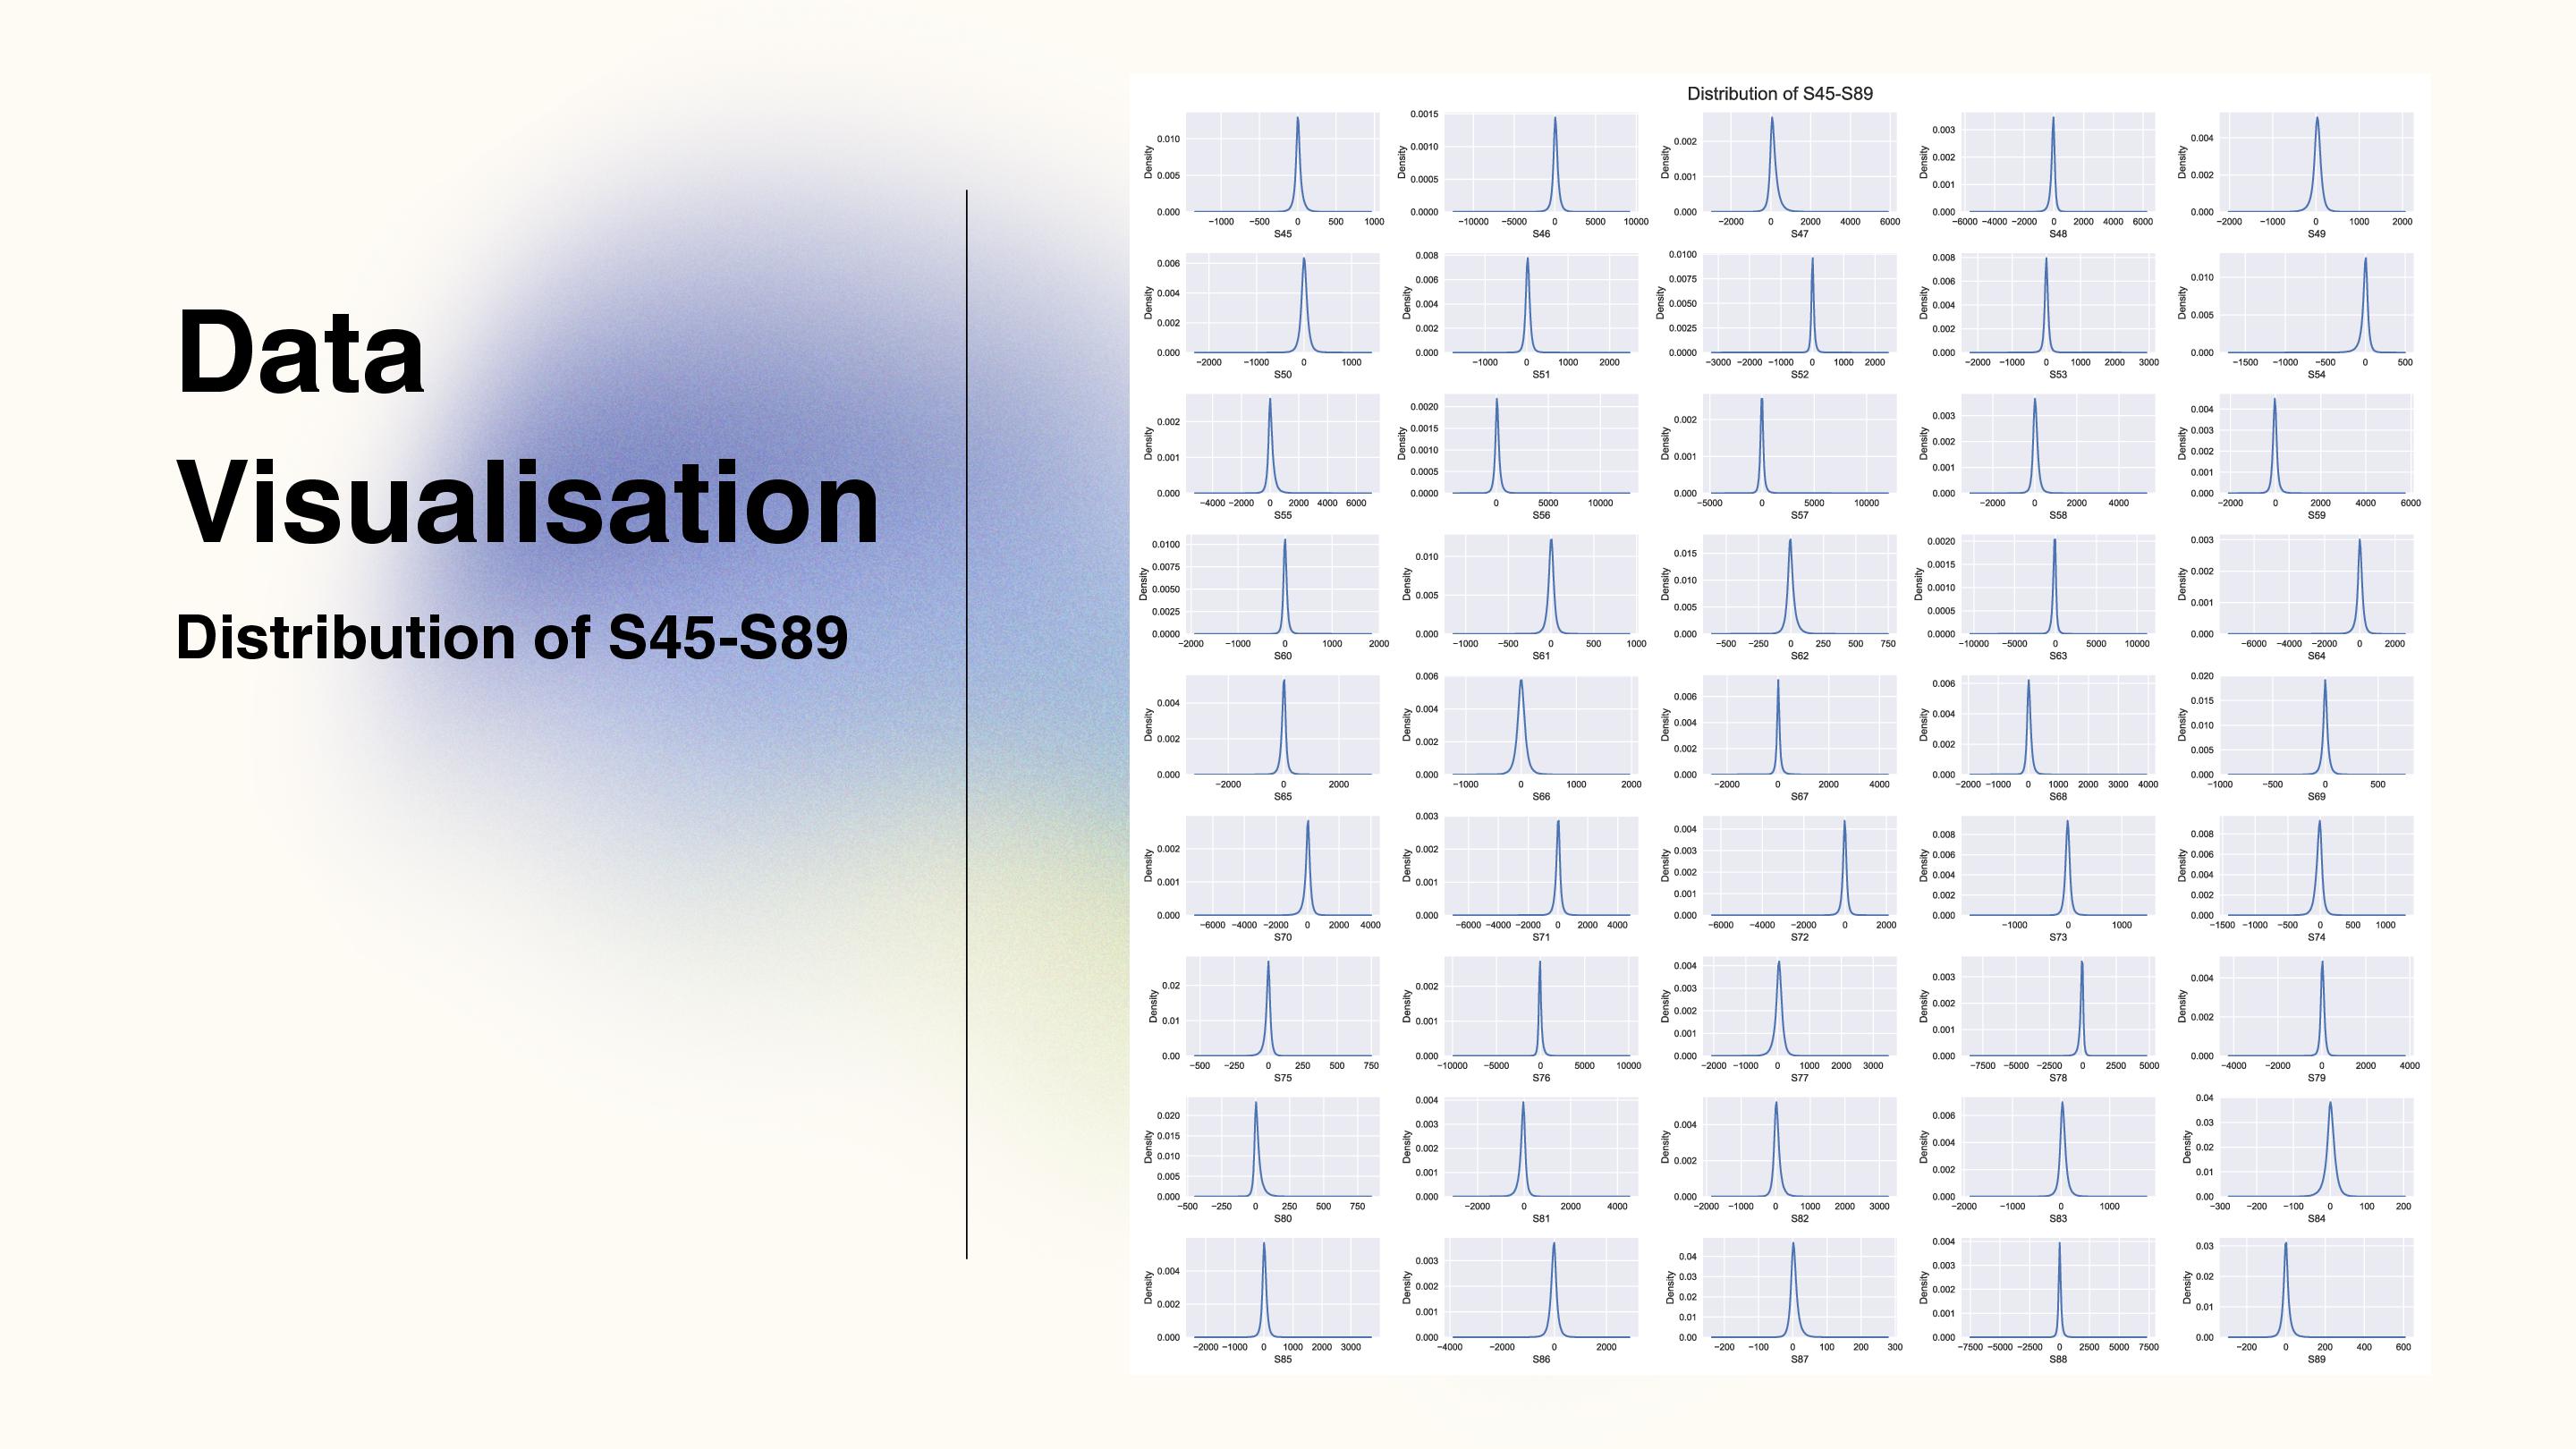 Data
Visualisation
Distribution of S45-S89
Distribution of S45-S89
0.010
0.005
0.000
Density
−1000 −500 0 500 1000
S45
0.0015
0.0010
0.0005
0.0000
Density
−10000 −5000 0 5000 10000
S46
0.002
0.001
0.000
Density
−2000 0 2000 4000 6000
S47
0.003
0.002
0.001
0.000
Density
−6000 −4000 −2000 0 2000 4000 6000
S48
0.004
0.002
0.000
Density
−2000 −1000 0 1000 2000
S49
0.006
0.004
0.002
0.000
Density
−2000 −1000 0 1000
S50
0.008
0.006
0.004
0.002
0.000
Density
−1000 0 1000 2000
S51
0.0100
0.0075
0.0050
0.0025
0.0000
Density
−3000 −2000 −1000 0 1000 2000
S52
0.008
0.006
0.004
0.002
0.000
Density
−2000 −1000 0 1000 2000 3000
S53
0.010
0.005
0.000
Density
−1500 −1000 −500 0 500
S54
0.002
0.001
0.000
Density
−4000 −2000 0 2000 4000 6000
S55
0.0020
0.0015
0.0010
0.0005
0.0000
Density
0 5000 10000
S56
0.002
0.001
0.000
Density
−5000 0 5000 10000
S57
0.003
0.002
0.001
0.000
Density
−2000 0 2000 4000
S58
0.004
0.003
0.002
0.001
0.000
Density
−2000 0 2000 4000 6000
S59
0.0100
0.0075
0.0050
0.0025
0.0000
Density
−2000 −1000 0 1000 2000
S60
0.010
0.005
0.000
Density
−1000 −500 0 500 1000
S61
0.015
0.010
0.005
0.000
Density
−500 −250 0 250 500 750
S62
0.0020
0.0015
0.0010
0.0005
0.0000
Density
−10000 −5000 0 5000 10000
S63
0.003
0.002
0.001
0.000
Density
−6000 −4000 −2000 0 2000
S64
0.004
0.002
0.000
Density
−2000 0 2000
S65
0.006
0.004
0.002
0.000
Density
−1000 0 1000 2000
S66
0.006
0.004
0.002
0.000
Density
−2000 0 2000 4000
S67
0.006
0.004
0.002
0.000
Density
−2000 −1000 0 1000 2000 3000 4000
S68
0.020
0.015
0.010
0.005
0.000
Density
−1000 −500 0 500
S69
0.002
0.001
0.000
Density
−6000 −4000 −2000 0 2000 4000
S70
0.003
0.002
0.001
0.000
Density
−6000 −4000 −2000 0 2000 4000
S71
0.004
0.003
0.002
0.001
0.000
Density
−6000 −4000 −2000 0 2000
S72
0.008
0.006
0.004
0.002
0.000
Density
−1000 0 1000
S73
0.008
0.006
0.004
0.002
0.000
Density
−1500 −1000 −500 0 500 1000
S74
0.02
0.01
0.00
Density
−500 −250 0 250 500 750
S75
0.002
0.001
0.000
Density
−10000 −5000 0 5000 10000
S76
0.004
0.003
0.002
0.001
0.000
Density
−2000 −1000 0 1000 2000 3000
S77
0.003
0.002
0.001
0.000
Density
−7500 −5000 −2500 0 2500 5000
S78
0.004
0.002
0.000
Density
−4000 −2000 0 2000 4000
S79
0.020
0.015
0.010
0.005
0.000
Density
−500 −250 0 250 500 750
S80
0.004
0.003
0.002
0.001
0.000
Density
−2000 0 2000 4000
S81
0.004
0.002
0.000
Density
−2000 −1000 0 1000 2000 3000
S82
0.006
0.004
0.002
0.000
Density
−2000 −1000 0 1000
S83
0.04
0.03
0.02
0.01
0.00
Density
−300 −200 −100 0 100 200
S84
0.004
0.002
0.000
Density
−2000 −1000 0 1000 2000 3000
S85
0.003
0.002
0.001
0.000
Density
−4000 −2000 0 2000
S86
0.04
0.03
0.02
0.01
0.00
Density
−200 −100 0 100 200 300
S87
0.004
0.003
0.002
0.001
0.000
Density
−7500 −5000 −2500 0 2500 5000 7500
S88
0.03
0.02
0.01
0.00
Density
−200 0 200 400 600
S89